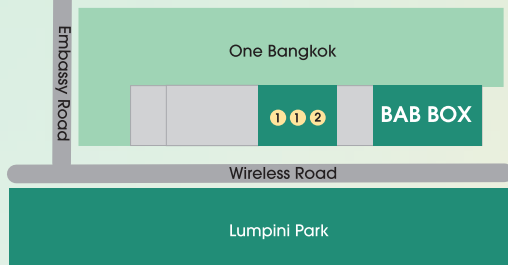 Embassy Road
One Bangkok
1 1 2
BAB BOX
Wireless Road
Lumpini Park